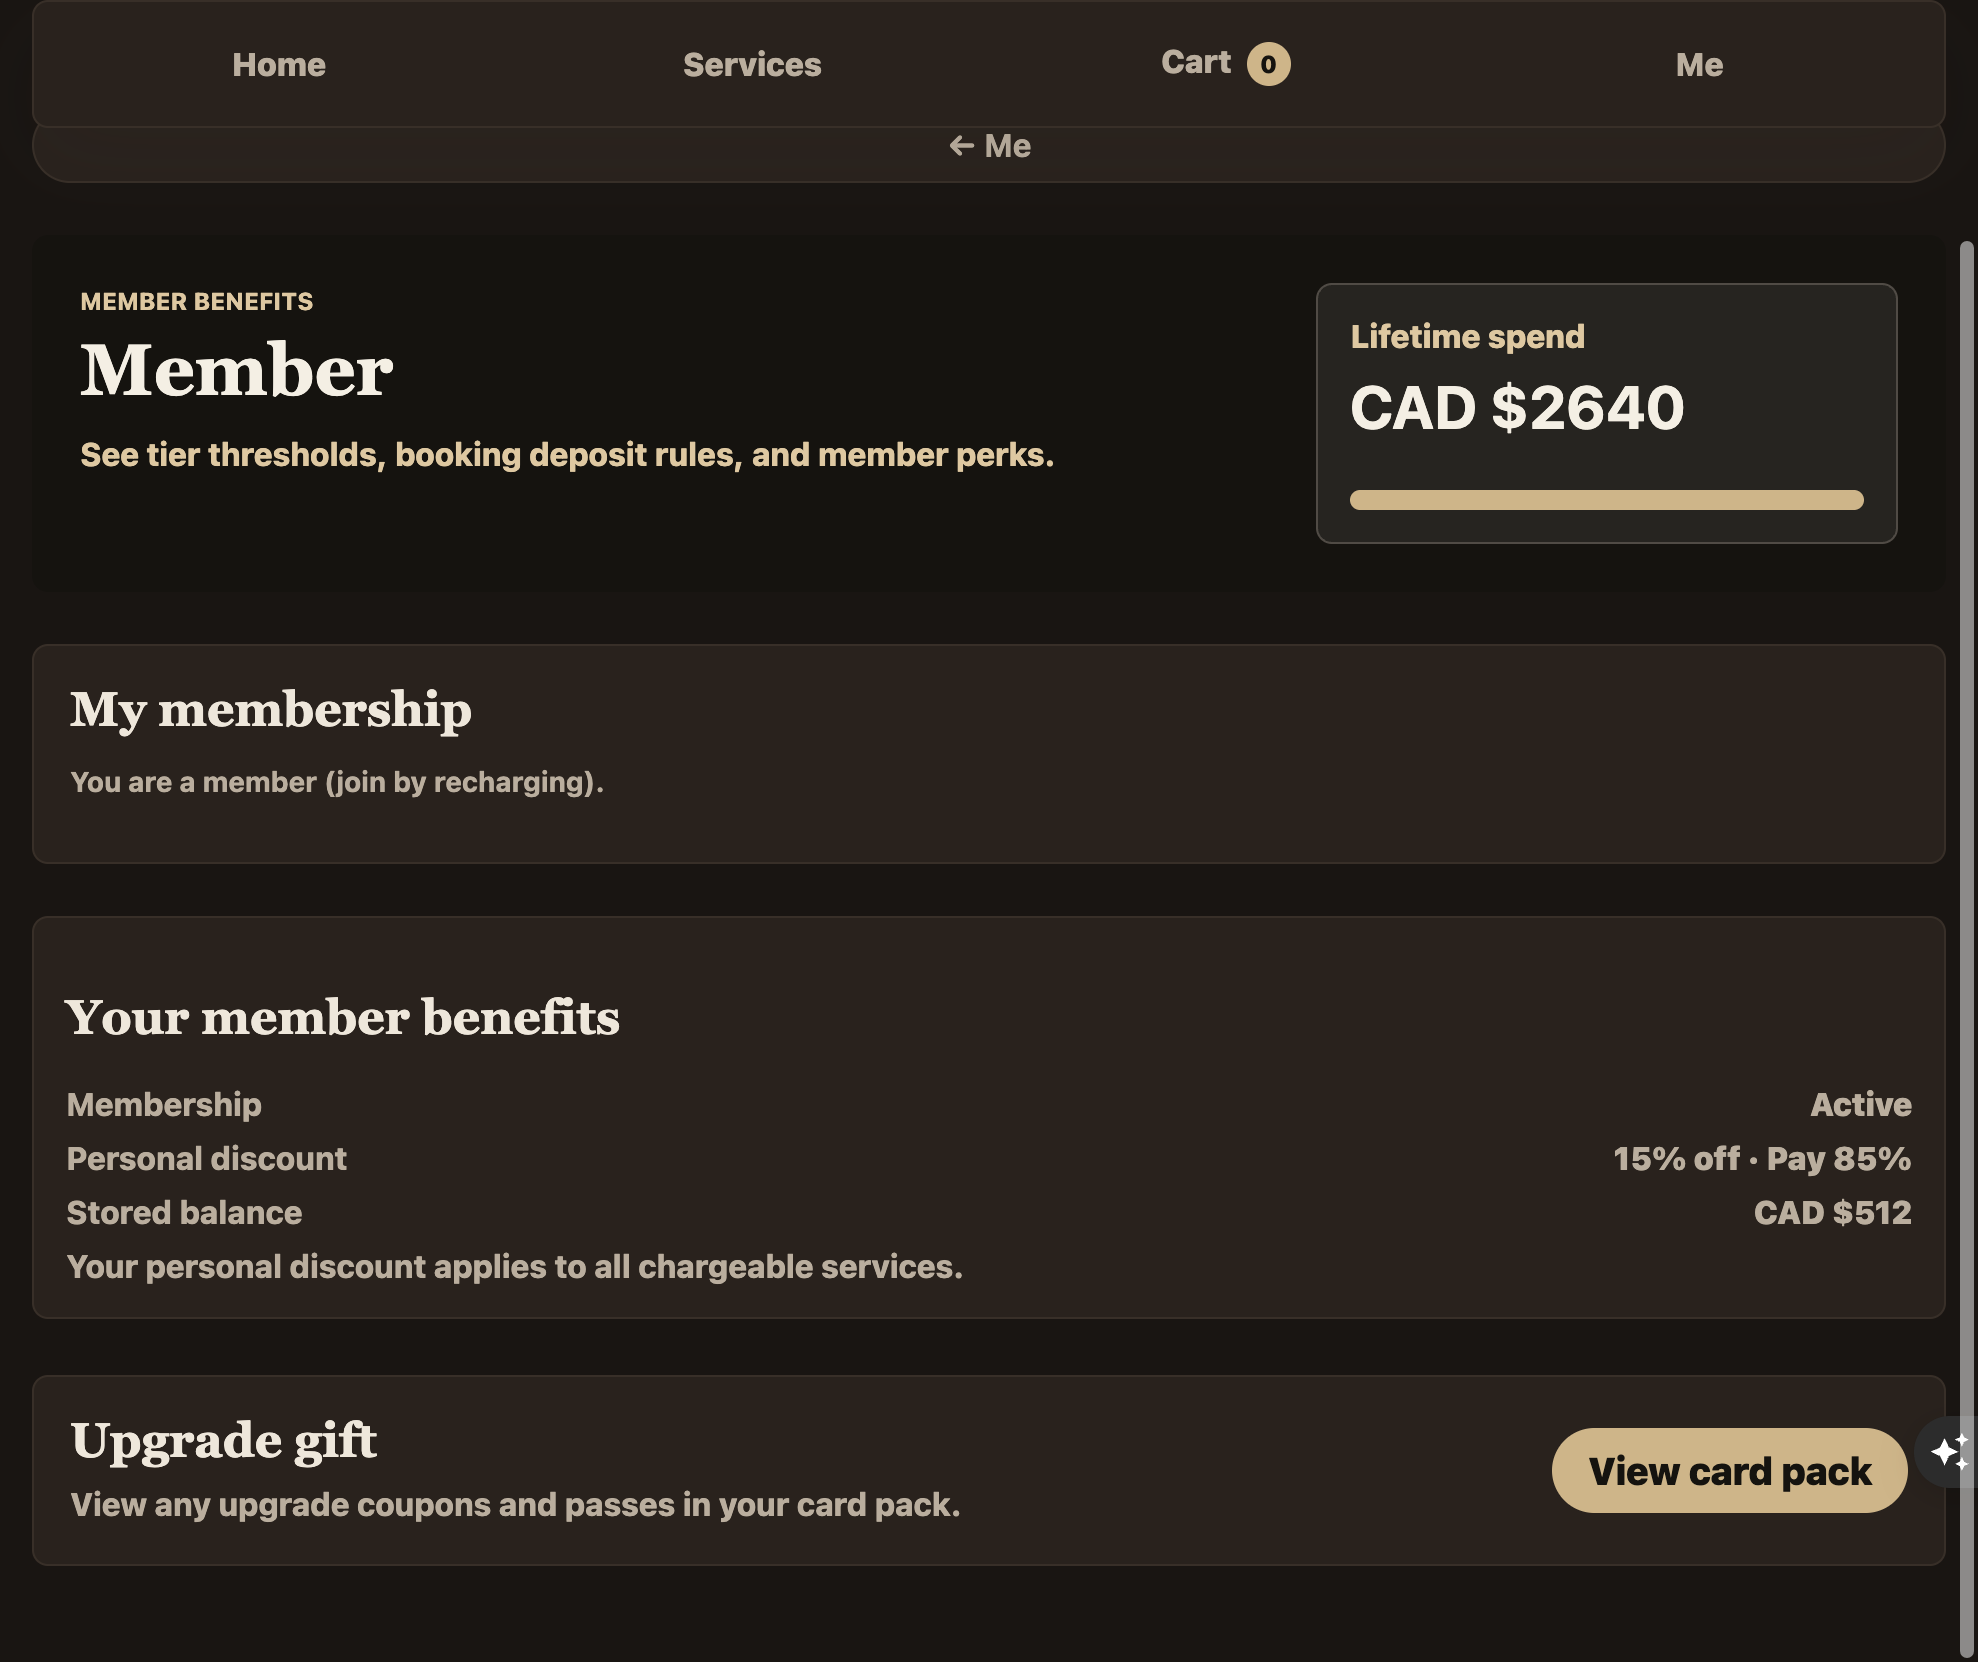 Home
Services
Cart 0
Me
← Me
MEMBER BENEFITS
Member
See tier thresholds, booking deposit rules, and member perks.
Lifetime spend
CAD $2640
My membership
You are a member (join by recharging).
Your member benefits
Membership Active
Personal discount 15% off · Pay 85%
Stored balance CAD $512
Your personal discount applies to all chargeable services.
Upgrade gift
View any upgrade coupons and passes in your card pack.
View card pack